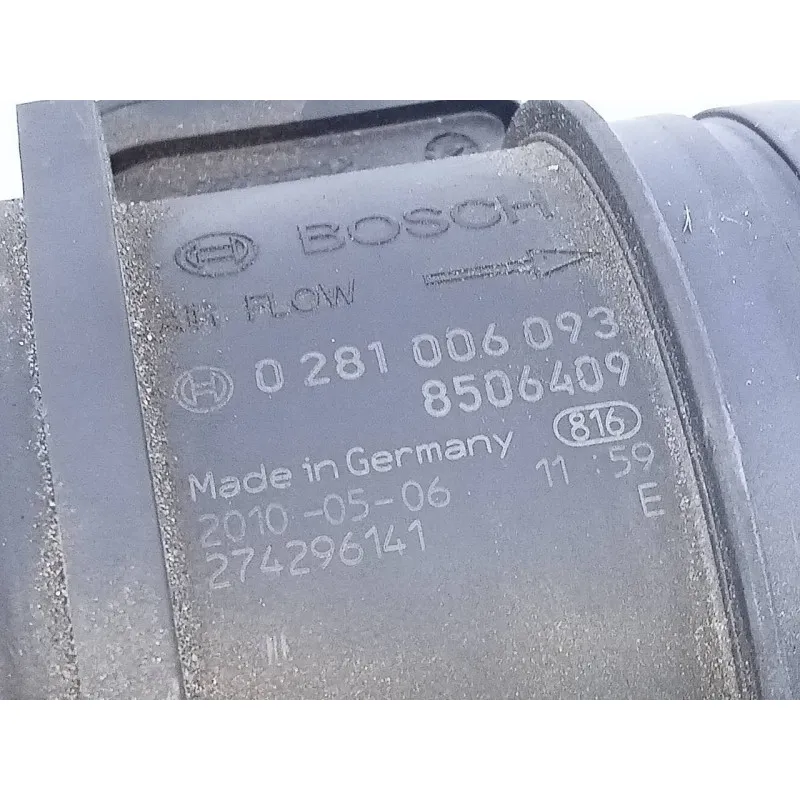 BOSCH
AIR FLOW
0 281 006 093
8506409
816
Made in Germany
2010-05-06 11:59
274296141 E